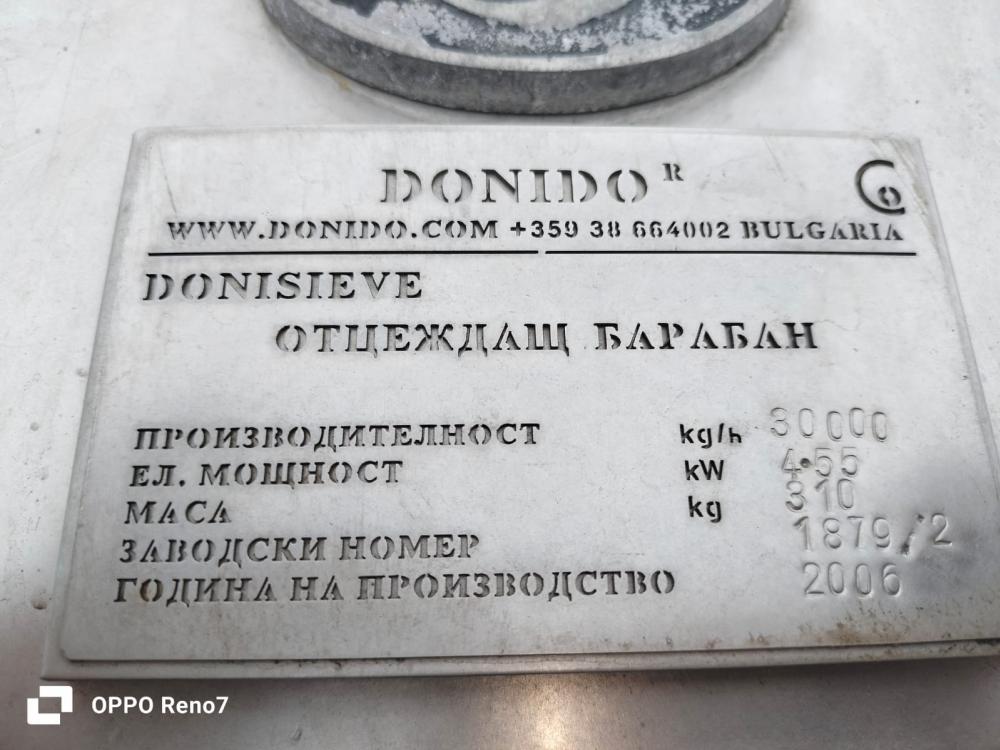 DONIDO R
WWW.DONIDO.COM +359 38 664002 BULGARIA
DONISIEVE
ОТЦЕЖДАЩ БАРАБАН
ПРОИЗВОДИТЕЛНОСТ kg/h 30000
ЕЛ. МОЩНОСТ kW 4.55
МАСА kg 310
ЗАВОДСКИ НОМЕР 1879/2
ГОДИНА НА ПРОИЗВОДСТВО 2006
OPPO Reno7